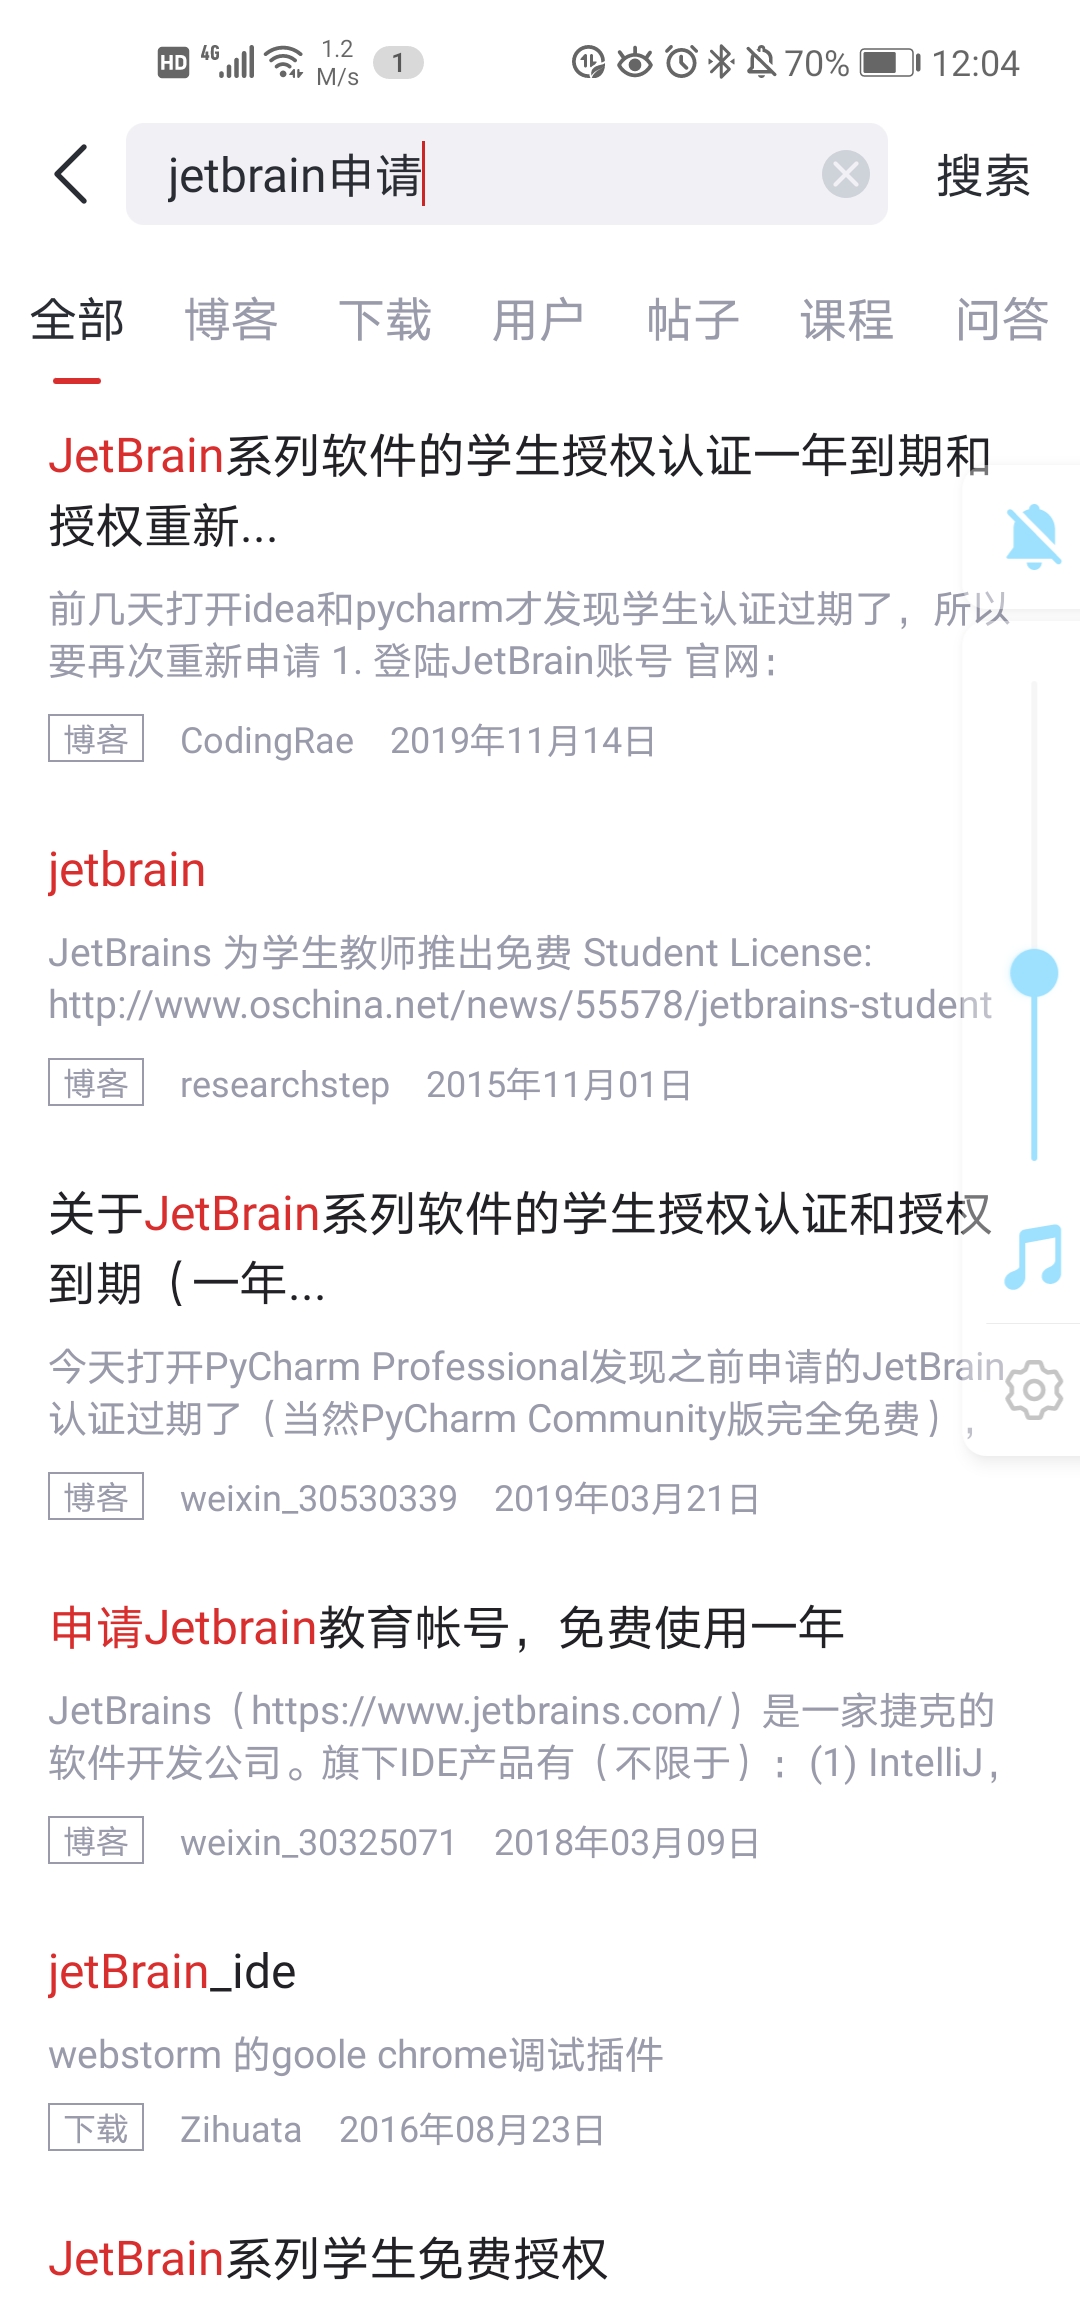 HD 4G 1.2 M/s 1 70% 12:04
jetbrain申请 搜索
全部 博客 下载 用户 帖子 课程 问答
JetBrain系列软件的学生授权认证一年到期和
授权重新...
前几天打开idea和pycharm才发现学生认证过期了，所以
要再次重新申请 1. 登陆JetBrain账号 官网：
博客 CodingRae 2019年11月14日
jetbrain
JetBrains 为学生教师推出免费 Student License:
http://www.oschina.net/news/55578/jetbrains-student
博客 researchstep 2015年11月01日
关于JetBrain系列软件的学生授权认证和授权
到期（一年...
今天打开PyCharm Professional发现之前申请的JetBrain
认证过期了（当然PyCharm Community版完全免费），
博客 weixin_30530339 2019年03月21日
申请Jetbrain教育帐号，免费使用一年
JetBrains（https://www.jetbrains.com/）是一家捷克的
软件开发公司。旗下IDE产品有（不限于）：(1) IntelliJ，
博客 weixin_30325071 2018年03月09日
jetBrain_ide
webstorm 的goole chrome调试插件
下载 Zihuata 2016年08月23日
JetBrain系列学生免费授权